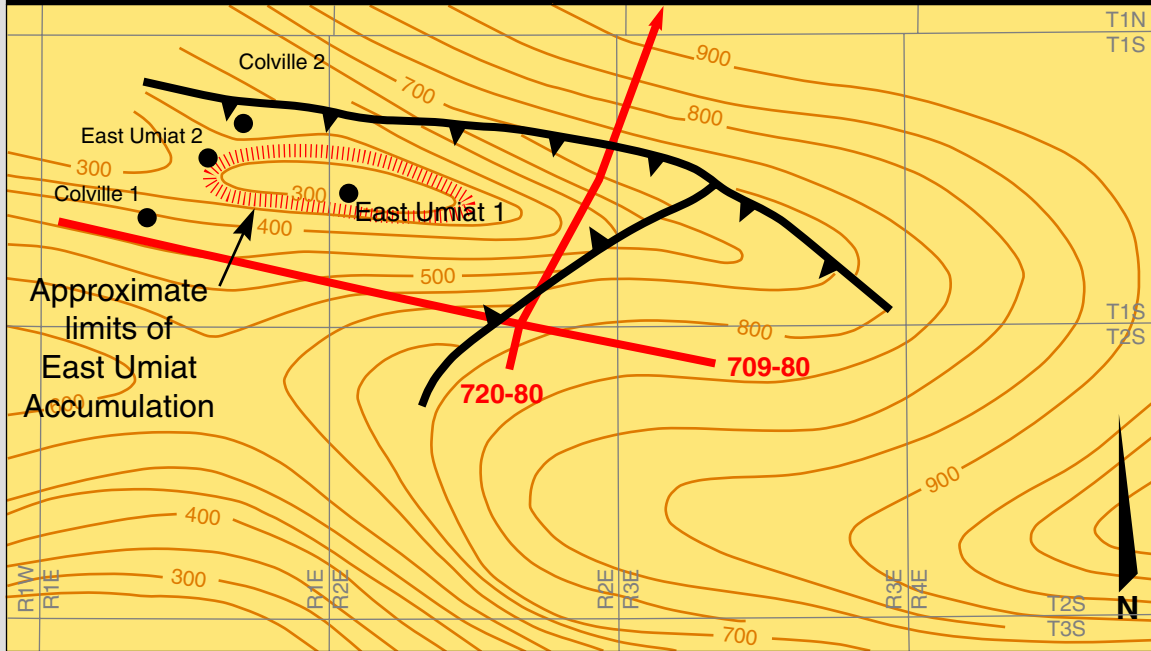 T1N
T1S
900
Colville 2
700
800
East Umiat 2
300
Colville 1
300
East Umiat 1
400
500
Approximate
limits of
East Umiat
Accumulation
T1S
T2S
800
709-80
720-80
600
900
400
300
R1W
R1E
R1E
R2E
R2E
R3E
R3E
R4E
T2S
T3S
N
700